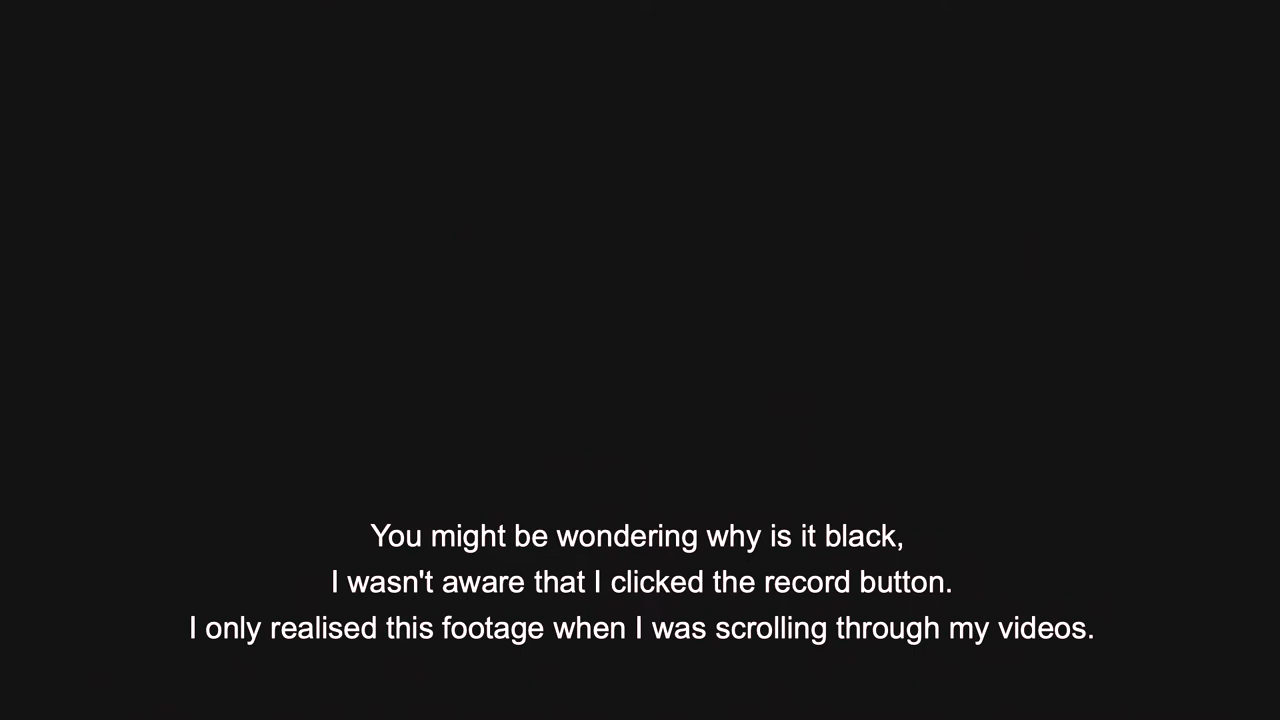 You might be wondering why is it black,
I wasn't aware that I clicked the record button.
I only realised this footage when I was scrolling through my videos.